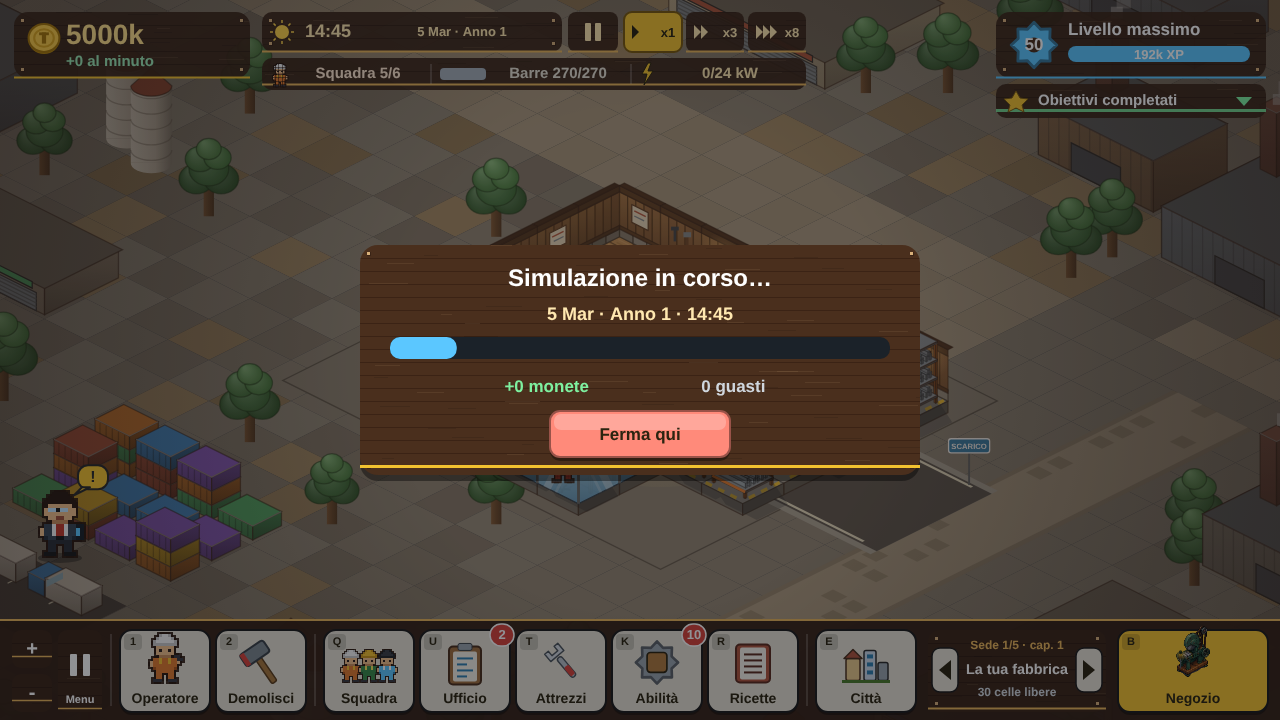 5000k
+0 al minuto
14:45
5 Mar · Anno 1
x1
x3
x8
Squadra 5/6
Barre 270/270
0/24 kW
50
Livello massimo
192k XP
Obiettivi completati
Simulazione in corso…
5 Mar · Anno 1 · 14:45
+0 monete
0 guasti
Ferma qui
SCARICO
!
+
-
Menu
1
Operatore
2
Demolisci
Q
Squadra
U
2
Ufficio
T
Attrezzi
K
10
Abilità
R
Ricette
E
Città
Sede 1/5 · cap. 1
La tua fabbrica
30 celle libere
B
Negozio